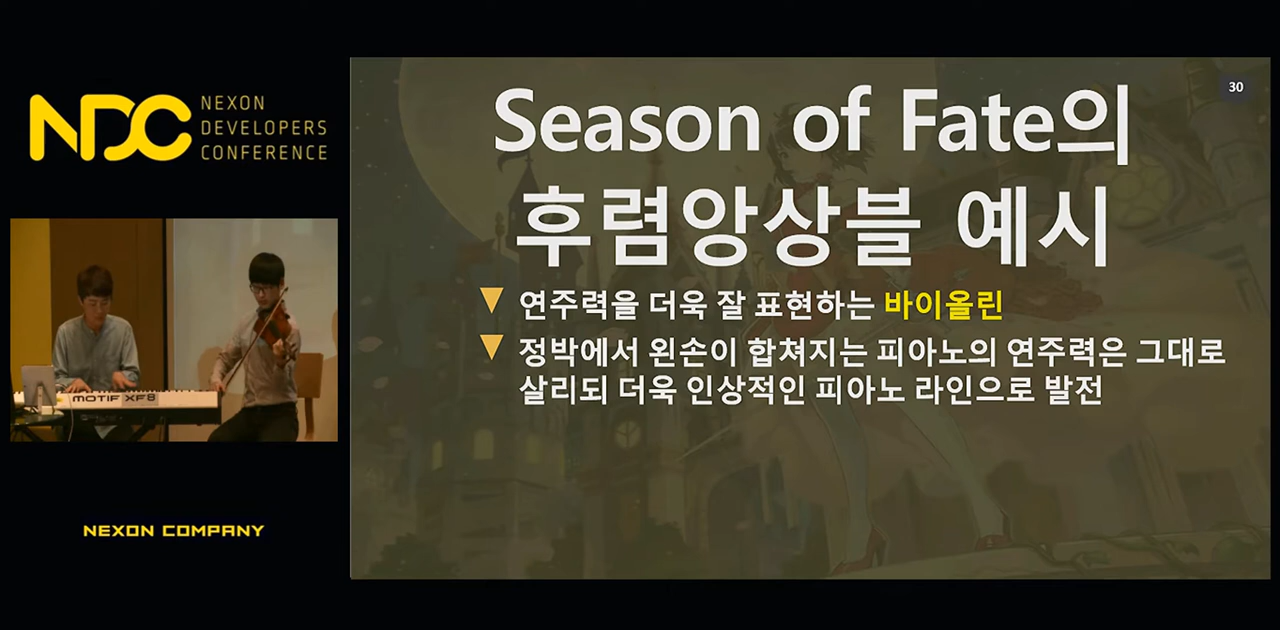 NDC
NEXON
DEVELOPERS
CONFERENCE
MOTIF XF8
NEXON COMPANY
30
Season of Fate의
후렴앙상블 예시
연주력을 더욱 잘 표현하는 바이올린
정박에서 왼손이 합쳐지는 피아노의 연주력은 그대로
살리되 더욱 인상적인 피아노 라인으로 발전